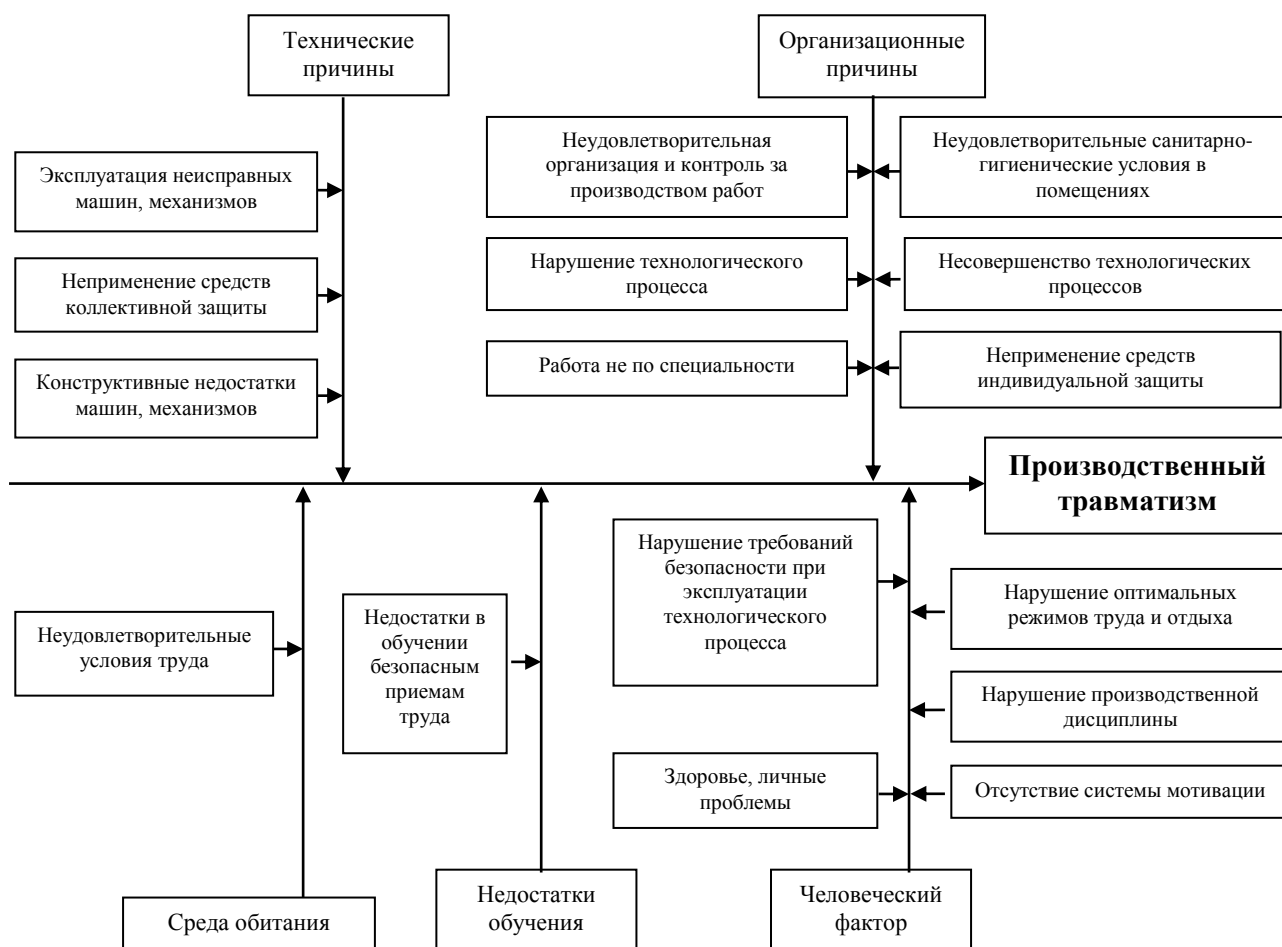 Технические
причины
Организационные
причины
Неудовлетворительная
организация и контроль за
производством работ
Неудовлетворительные санитарно-
гигиенические условия в
помещениях
Эксплуатация неисправных
машин, механизмов
Нарушение технологического
процесса
Несовершенство технологических
процессов
Неприменение средств
коллективной защиты
Работа не по специальности
Неприменение средств
индивидуальной защиты
Конструктивные недостатки
машин, механизмов
Производственный
травматизм
Нарушение требований
безопасности при
эксплуатации
технологического
процесса
Нарушение оптимальных
режимов труда и отдыха
Недостатки в
обучении
безопасным
приемам
труда
Неудовлетворительные
условия труда
Нарушение производственной
дисциплины
Здоровье, личные
проблемы
Отсутствие системы мотивации
Среда обитания
Недостатки
обучения
Человеческий
фактор